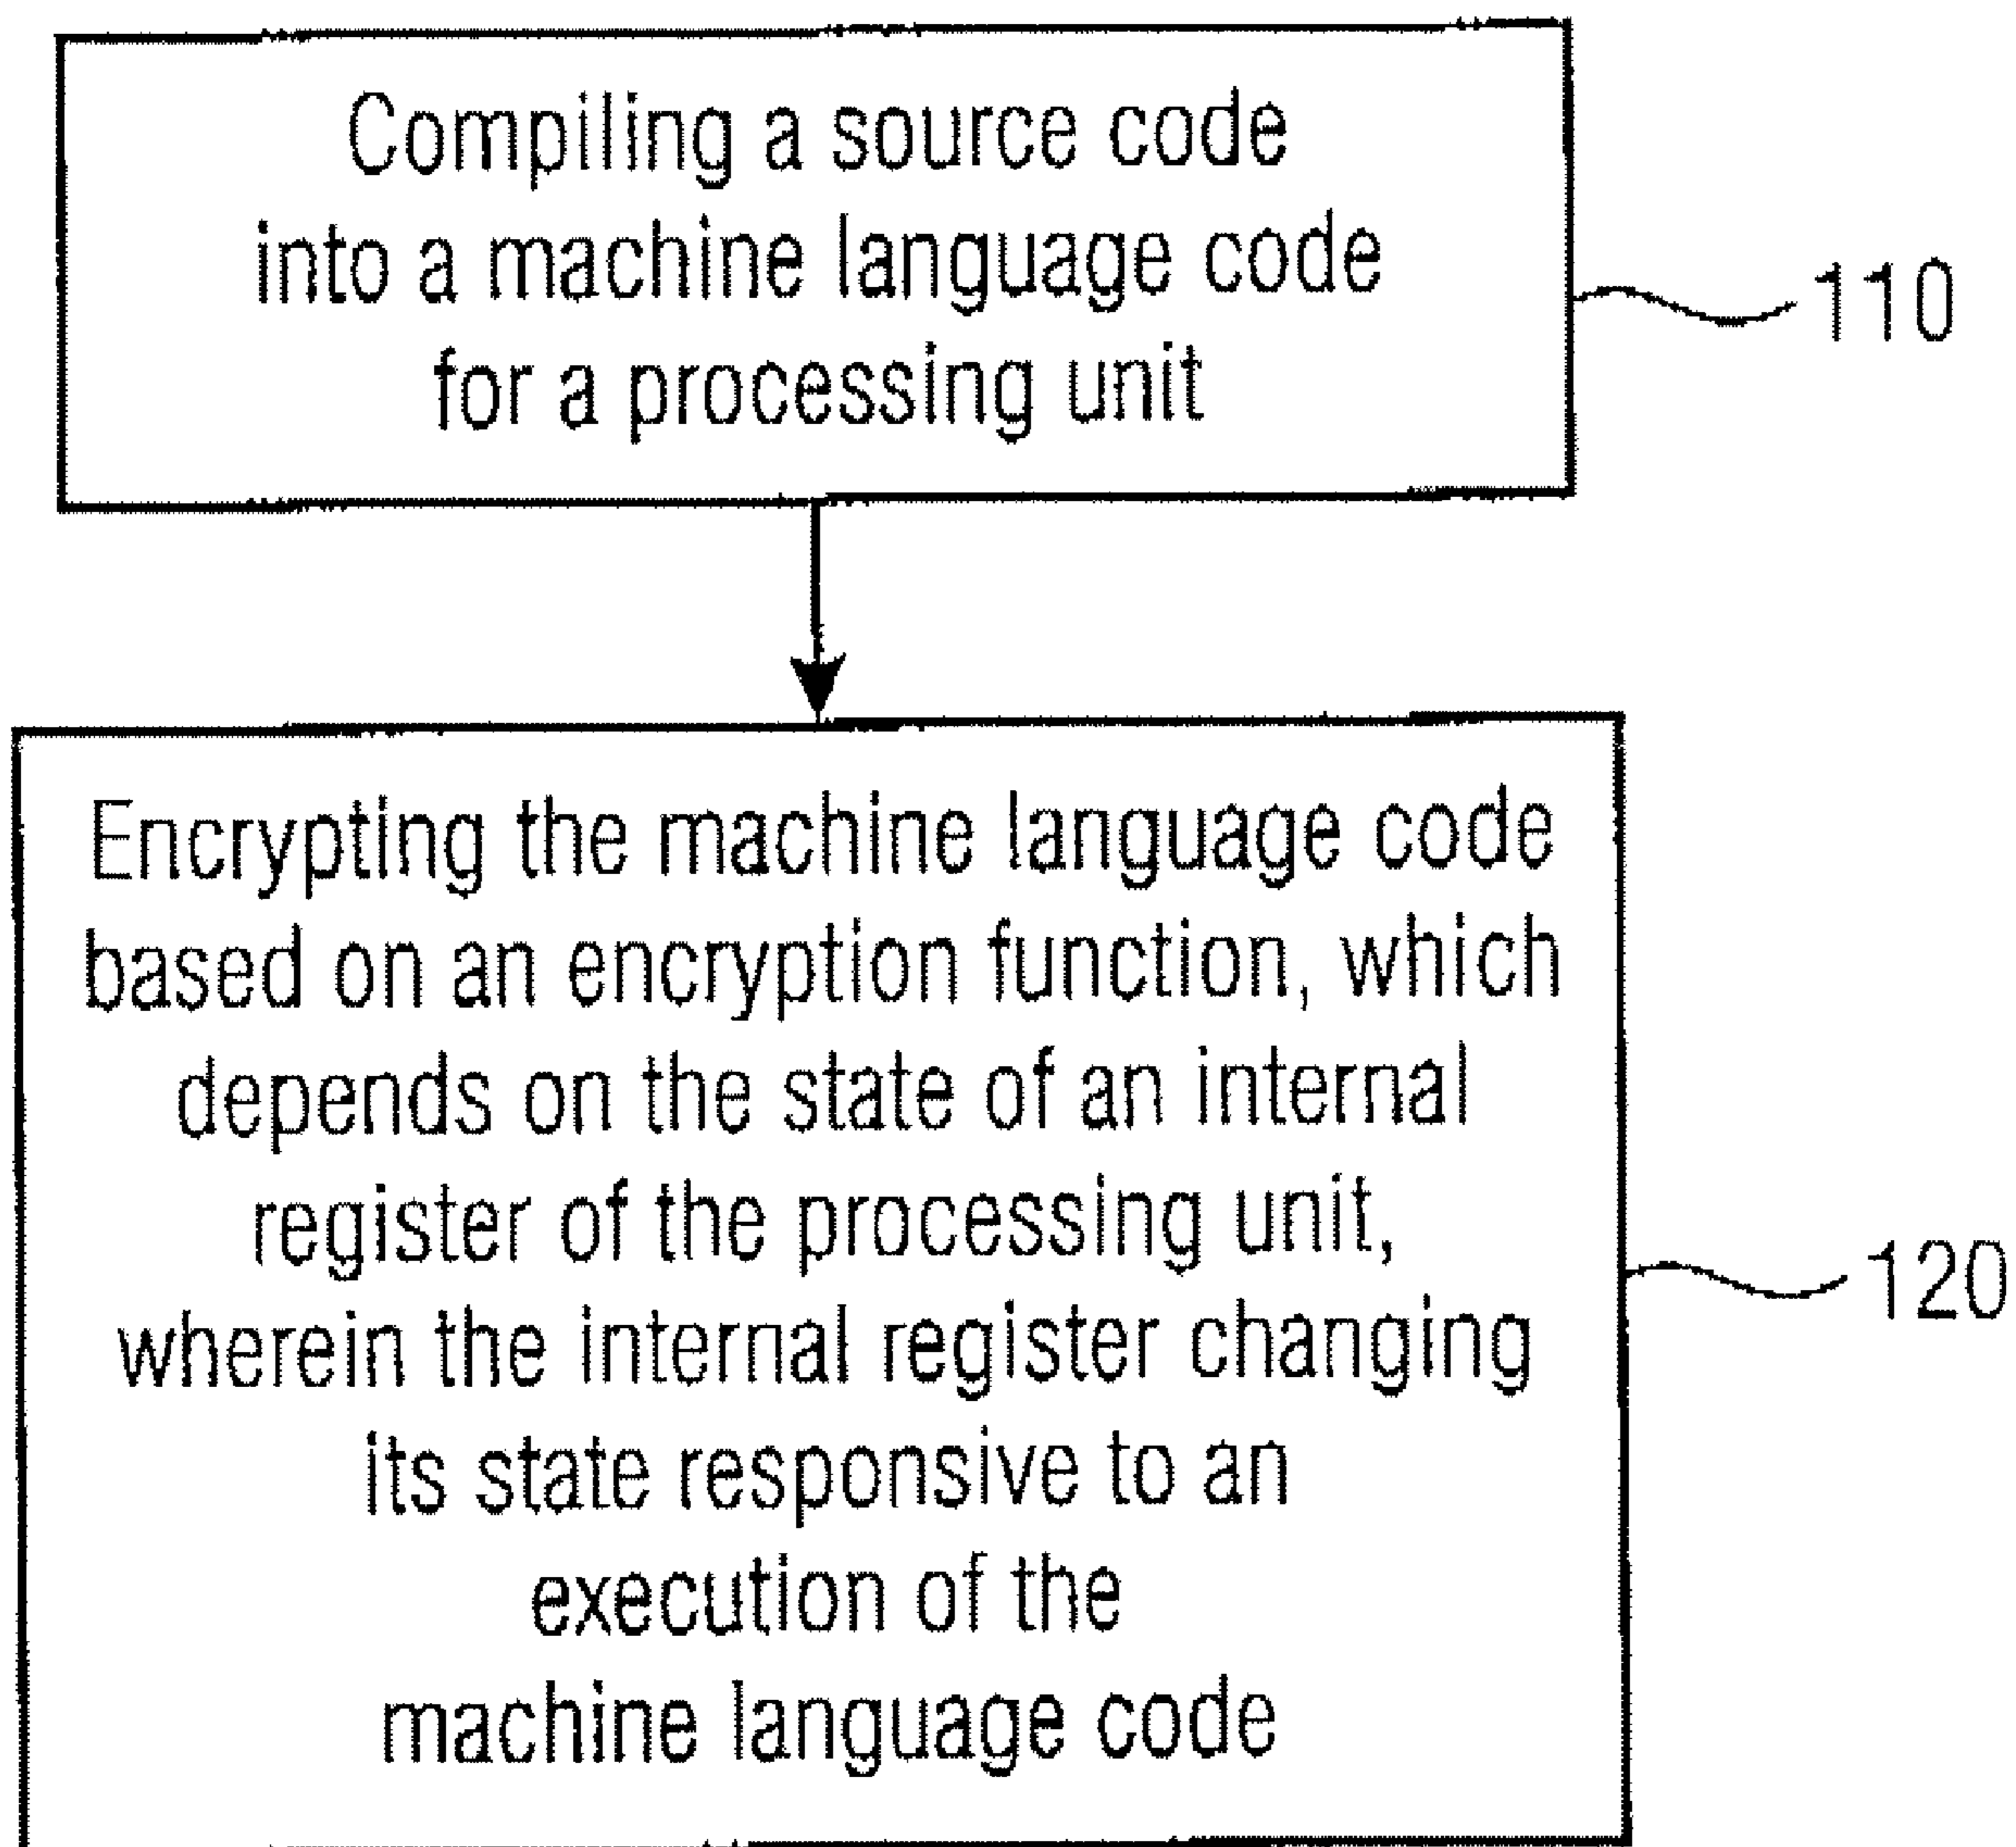 Compiling a source code
into a machine language code
for a processing unit
110
Encrypting the machine language code
based on an encryption function, which
depends on the state of an internal
register of the processing unit,
wherein the internal register changing
its state responsive to an
execution of the
machine language code
120